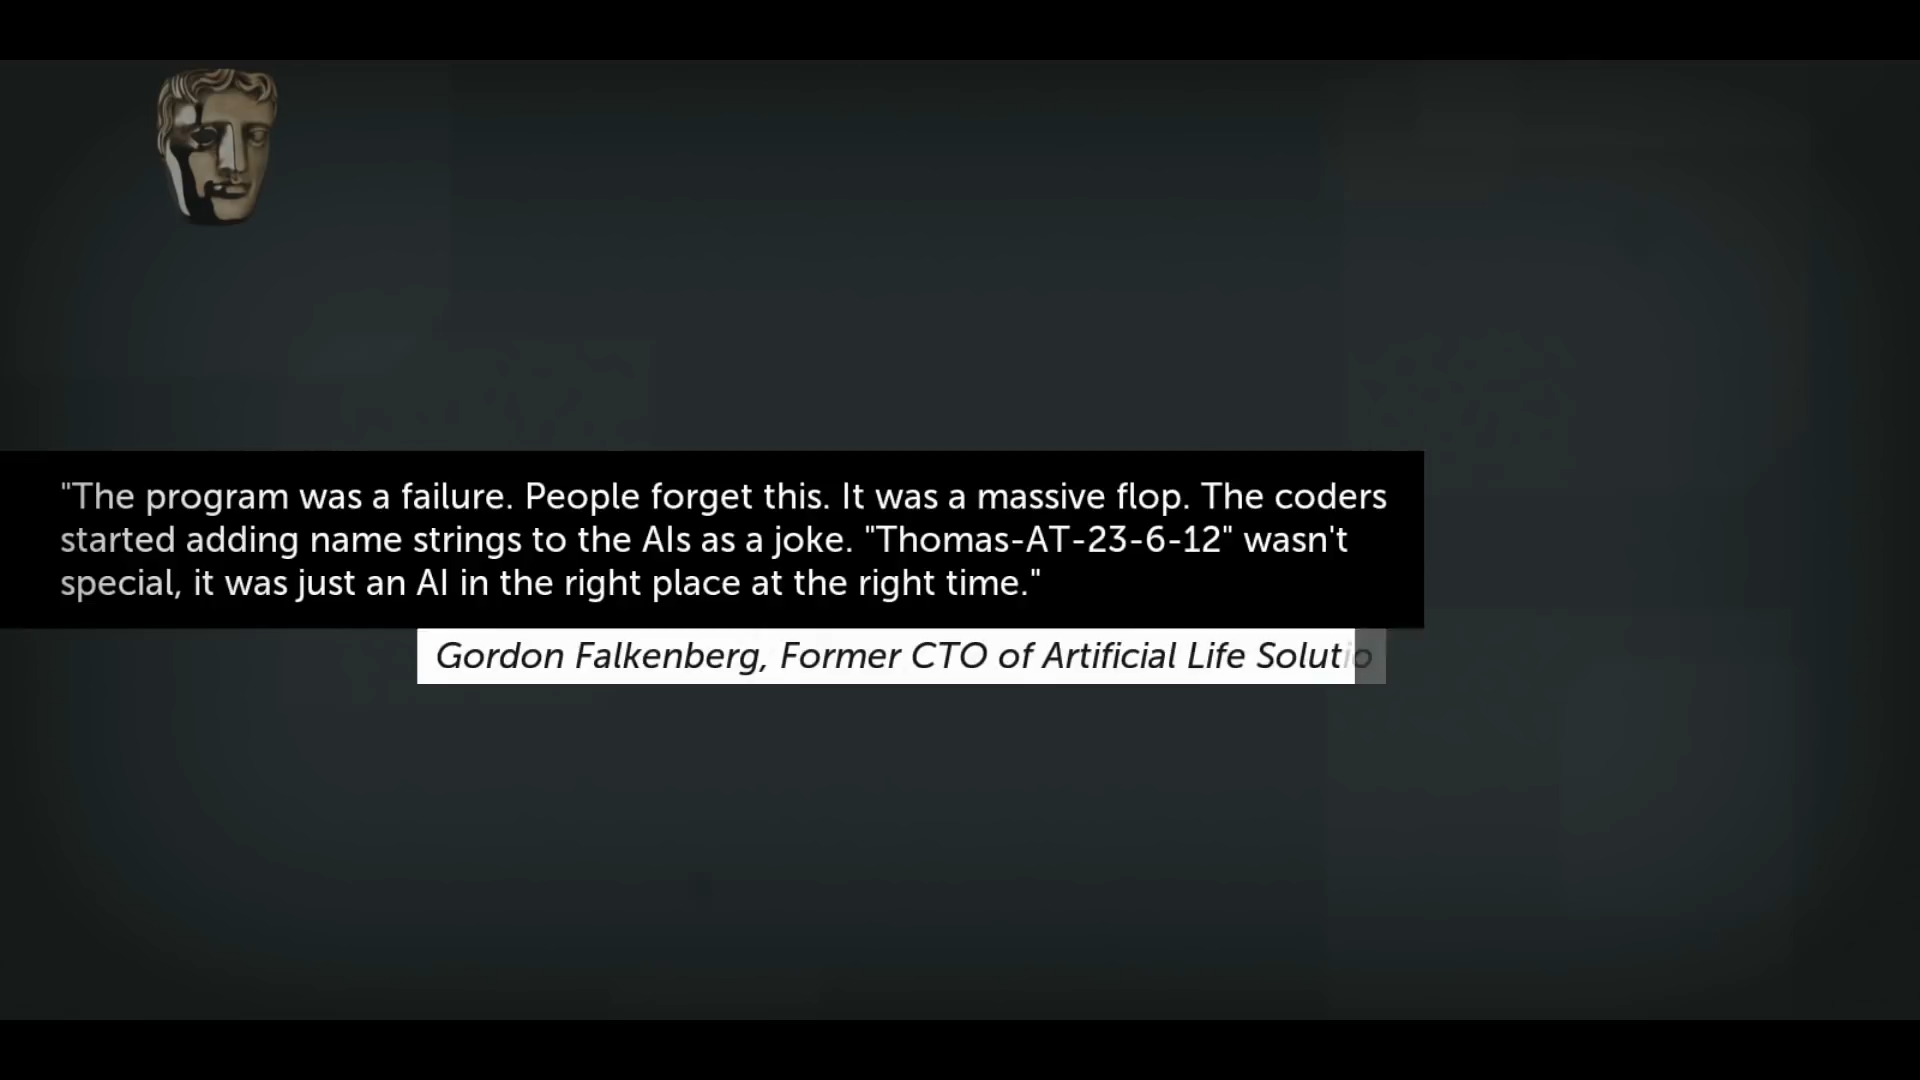 "The program was a failure. People forget this. It was a massive flop. The coders
started adding name strings to the AIs as a joke. "Thomas-AT-23-6-12" wasn't
special, it was just an AI in the right place at the right time."
Gordon Falkenberg, Former CTO of Artificial Life Solutio